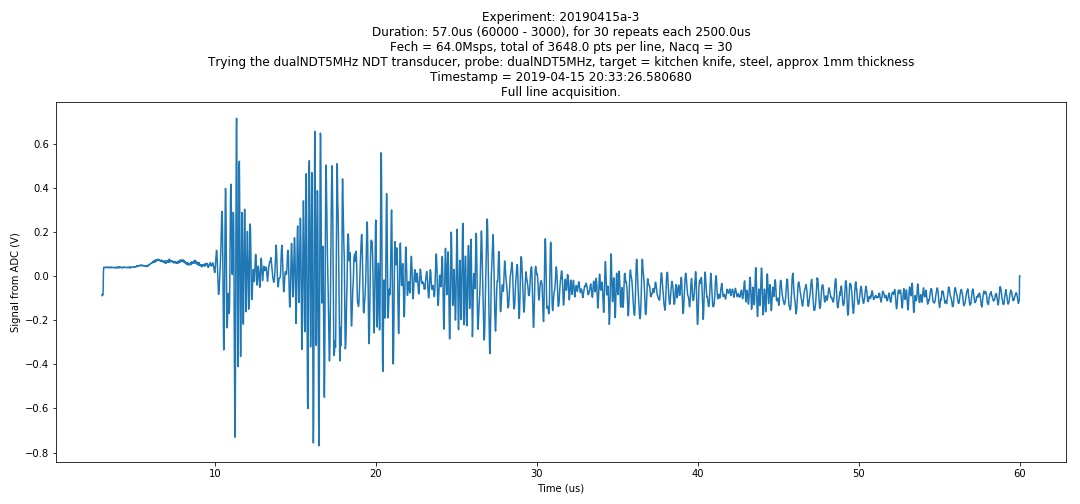 Experiment: 20190415a-3
Duration: 57.0us (60000 - 3000), for 30 repeats each 2500.0us
Fech = 64.0Msps, total of 3648.0 pts per line, Nacq = 30
Trying the dualNDT5MHz NDT transducer, probe: dualNDT5MHz, target = kitchen knife, steel, approx 1mm thickness
Timestamp = 2019-04-15 20:33:26.580680
Full line acquisition.
Signal from ADC (V)
0.6
0.4
0.2
0.0
−0.2
−0.4
−0.6
−0.8
10
20
30
40
50
60
Time (us)